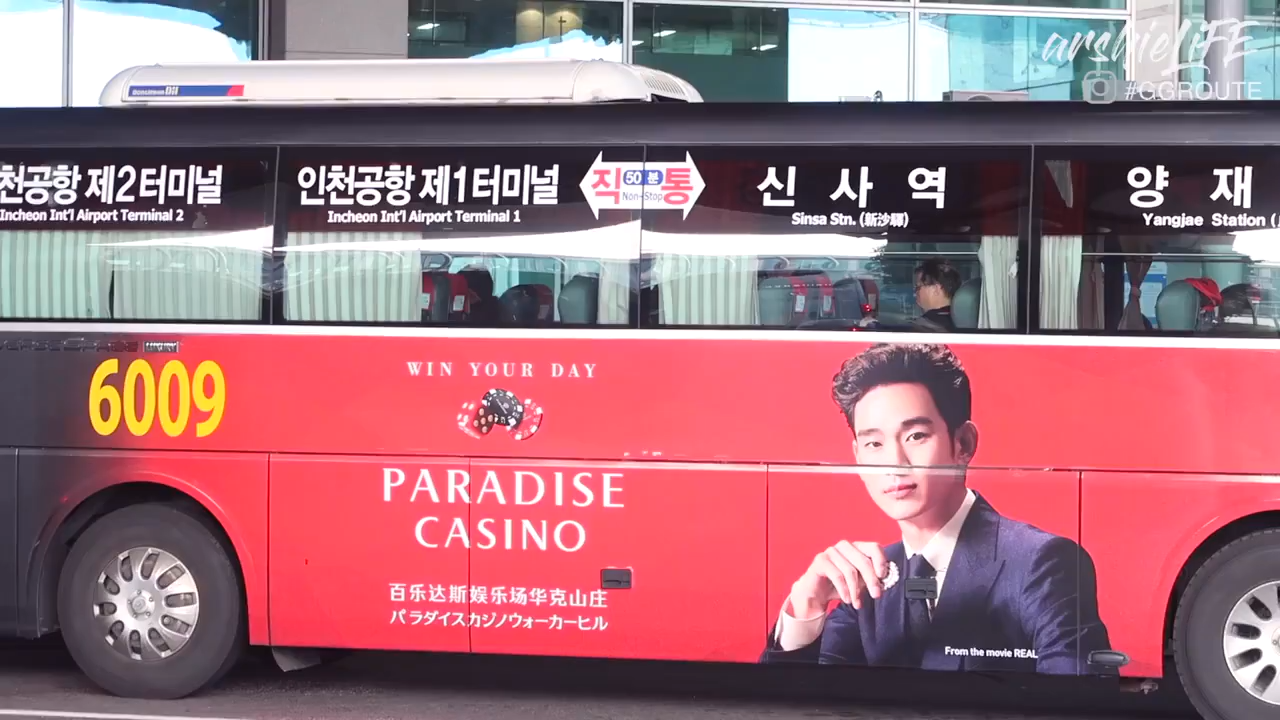 arshieLiFE
#GGROUTE
천공항 제2터미널
Incheon Int'l Airport Terminal 2
인천공항 제1터미널
Incheon Int'l Airport Terminal 1
직 50분 통
Non-Stop
신 사 역
Sinsa Stn. (新沙驛)
양 재
Yangjae Station (
6009
WIN YOUR DAY
PARADISE
CASINO
百乐达斯娱乐场华克山庄
パラダイスカジノウォーカーヒル
From the movie REAL